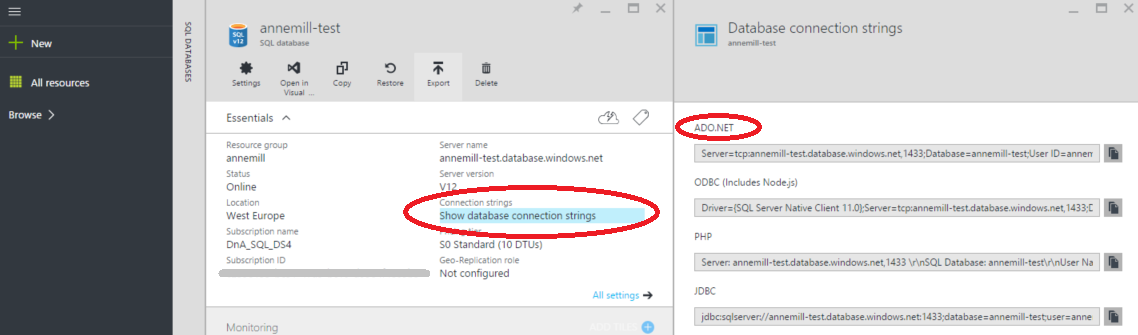 New
All resources
Browse
SQL DATABASES
SQL
v12
annemill-test
SQL database
Settings
Open in
Visual ...
Copy
Restore
Export
Delete
Essentials
Resource group
annemill
Status
Online
Location
West Europe
Subscription name
DnA_SQL_DS4
Subscription ID
Server name
annemill-test.database.windows.net
Server version
V12
Connection strings
Show database connection strings
S0 Standard (10 DTUs)
Geo-Replication role
Not configured
All settings
Monitoring
Database connection strings
annemill-test
ADO.NET
Server=tcp:annemill-test.database.windows.net,1433;Database=annemill-test;User ID=annem
ODBC (Includes Node.js)
Driver={SQL Server Native Client 11.0};Server=tcp:annemill-test.database.windows.net,1433;D
PHP
Server: annemill-test.database.windows.net,1433 \r\nSQL Database: annemill-test\r\nUser Na
JDBC
jdbc:sqlserver://annemill-test.database.windows.net:1433;database=annemill-test;user=anne